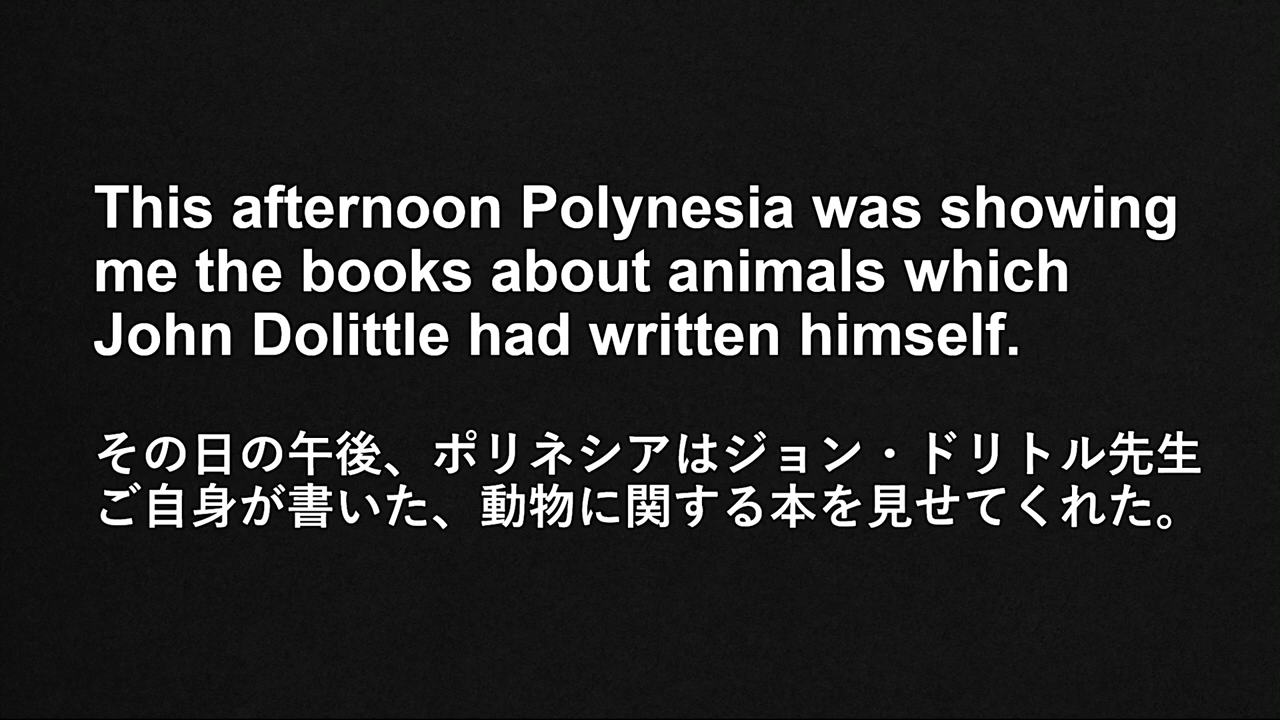 This afternoon Polynesia was showing
me the books about animals which
John Dolittle had written himself.
その日の午後、ポリネシアはジョン・ドリトル先生
ご自身が書いた、動物に関する本を見せてくれた。